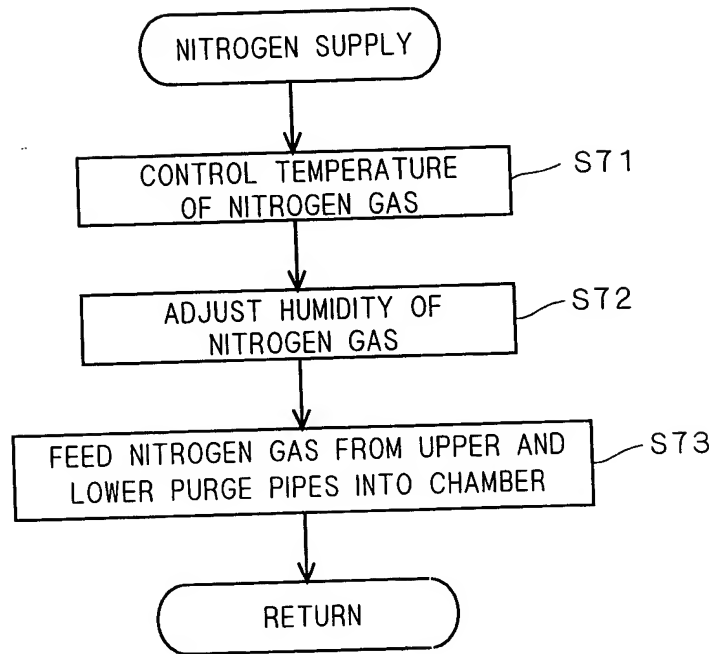 NITROGEN SUPPLY
CONTROL TEMPERATURE
OF NITROGEN GAS
S71
ADJUST HUMIDITY OF
NITROGEN GAS
S72
FEED NITROGEN GAS FROM UPPER AND
LOWER PURGE PIPES INTO CHAMBER
S73
RETURN